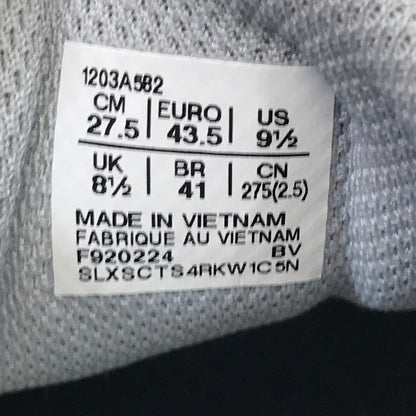 1203A582
CM | EURO | US
27.5 | 43.5 | 9½
UK | BR | CN
8½ | 41 | 275(2.5)
MADE IN VIETNAM
FABRIQUE AU VIETNAM
F920224 BV
SLXSCTS4RKW1C5N